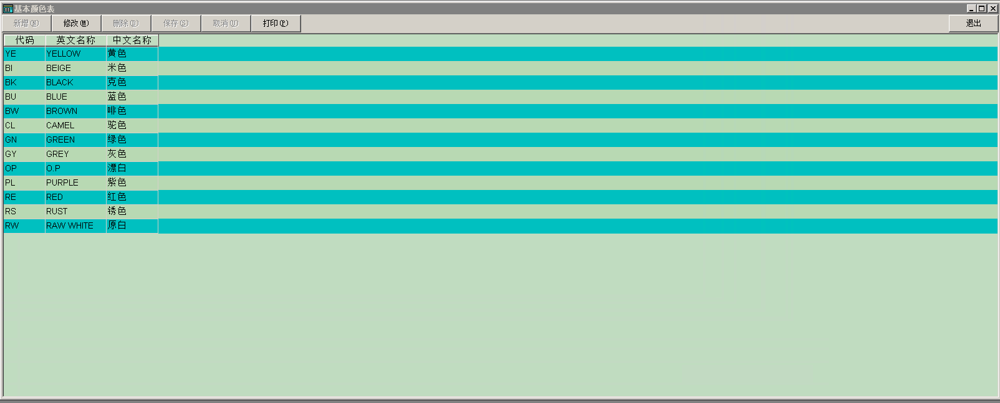 基本颜色表
新增(N) 修改(M) 删除(D) 保存(S) 取消(U) 打印(P) 退出
代码 英文名称 中文名称
YE YELLOW 黄色
BI BEIGE 米色
BK BLACK 克色
BU BLUE 蓝色
BW BROWN 啡色
CL CAMEL 驼色
GN GREEN 绿色
GY GREY 灰色
OP O.P 漂白
PL PURPLE 紫色
RE RED 红色
RS RUST 锈色
RW RAW WHITE 原白